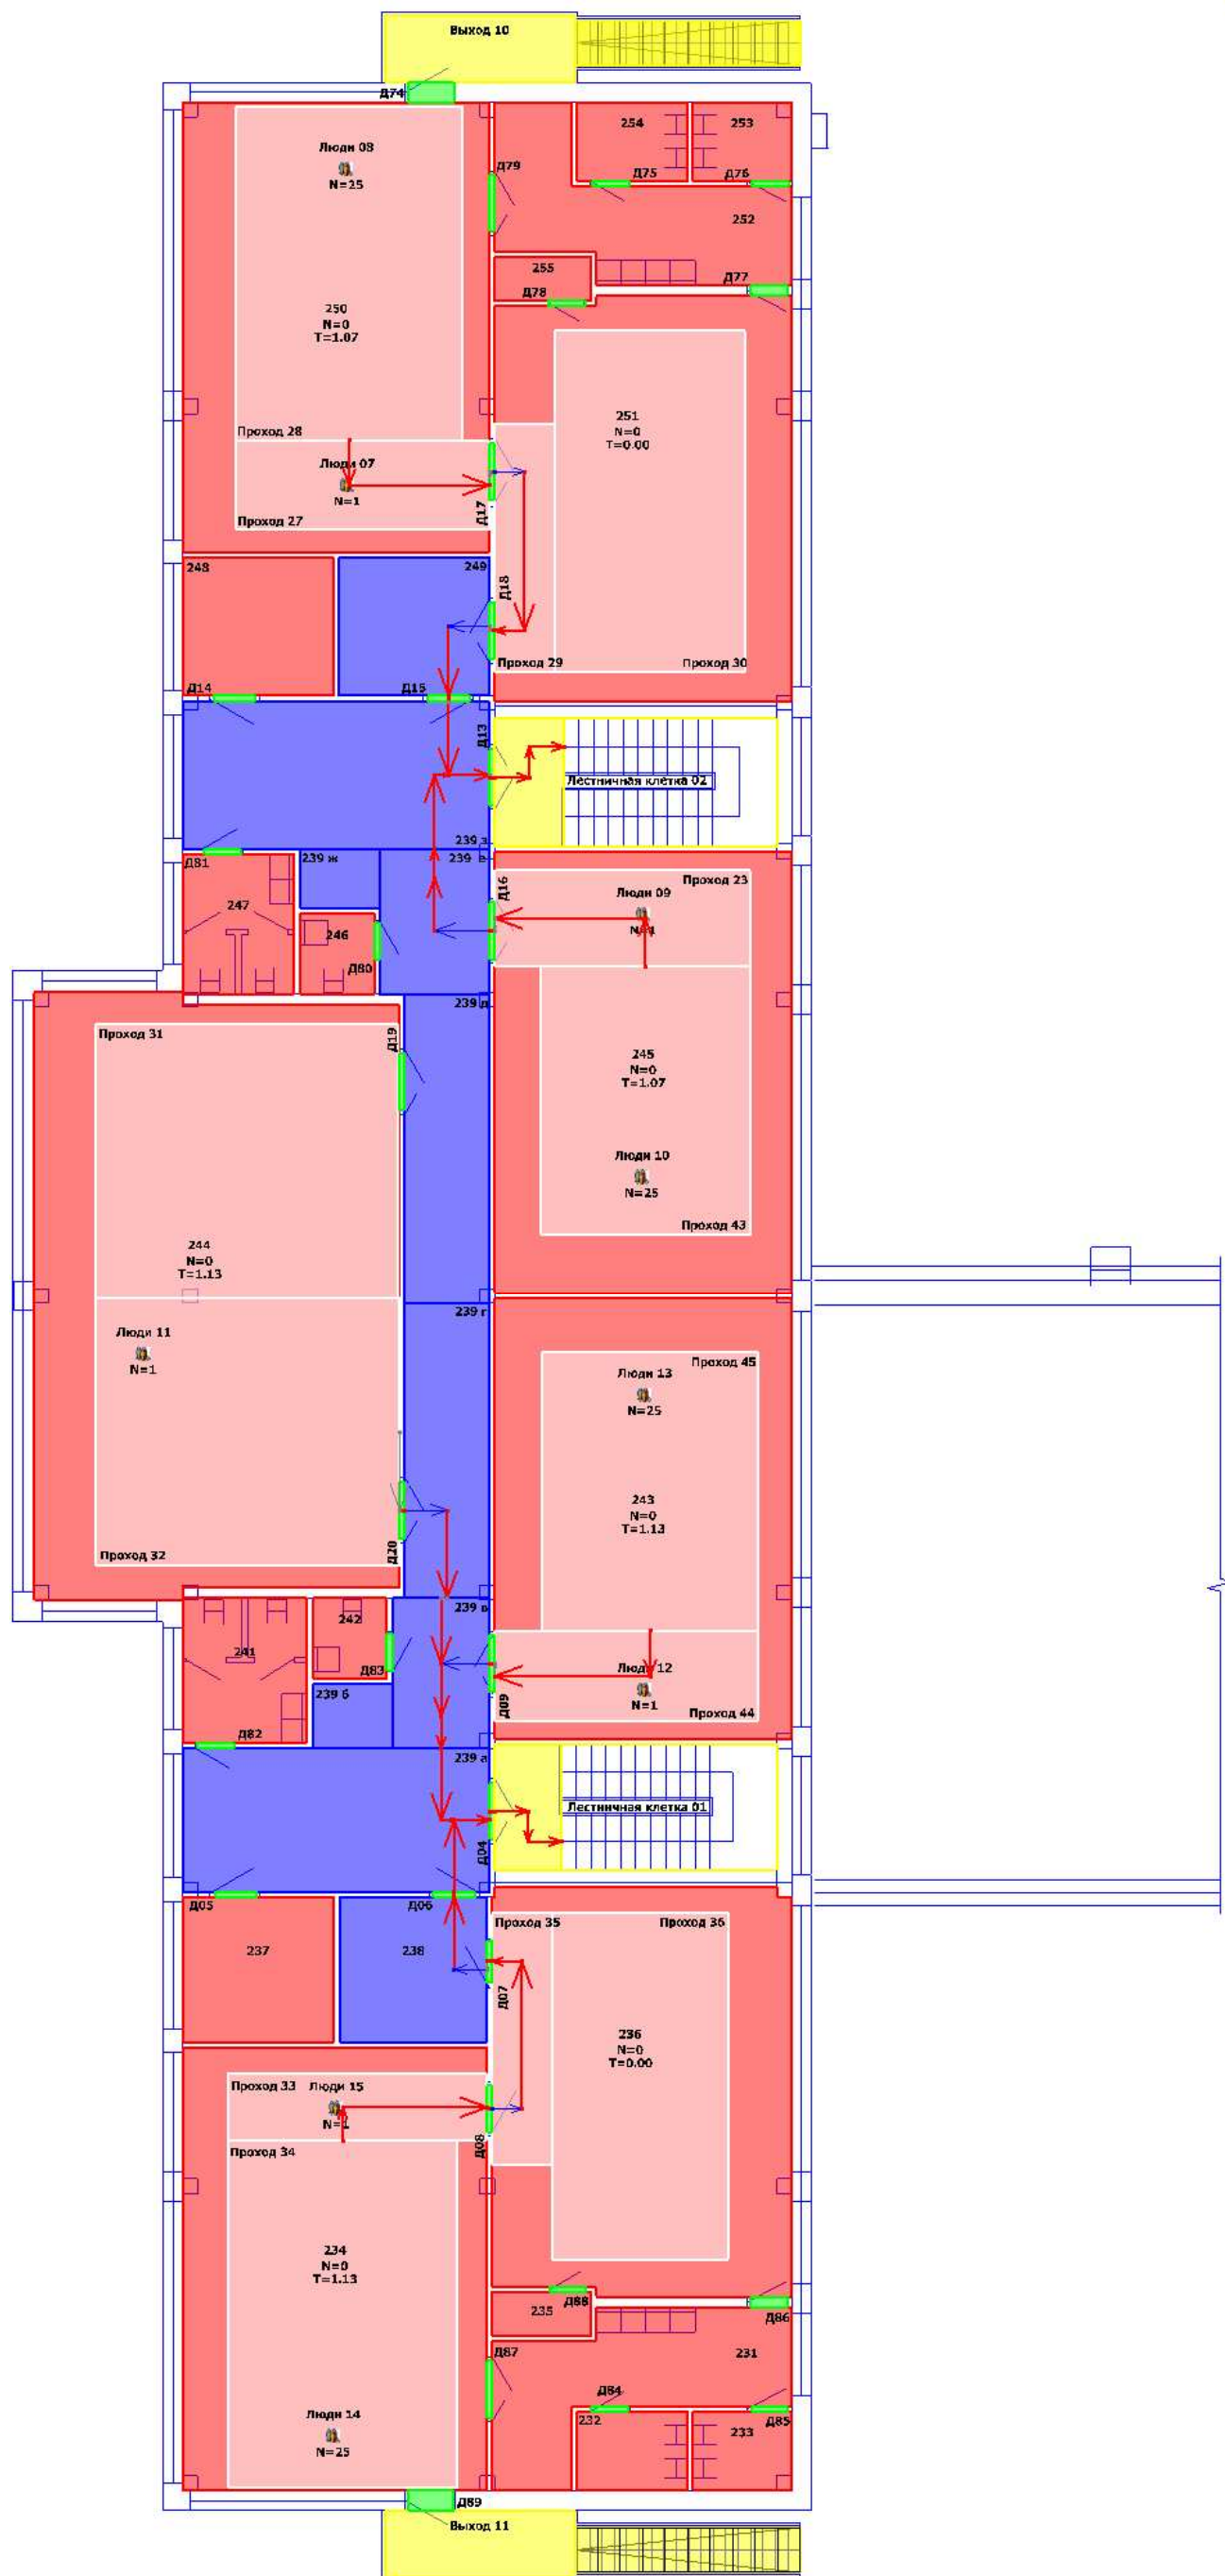 Выход 10
Д74
Люди 08
N=25
Д79
254
253
Д75
Д76
252
255
Д77
Д78
250
N=0
T=1.07
251
N=0
T=0.00
Проход 28
Люди 07
N=1
Д17
Проход 27
248
249
Д18
Проход 29
Проход 30
Д14
Д15
Д13
Лестничная клетка 02
239 з
Д81
239 ж
239 е
Д16
Проход 23
Люди 09
247
246
Д80
239 д
Проход 31
Д19
245
N=0
T=1.07
Люди 10
N=25
Проход 43
244
N=0
T=1.13
239 г
Люди 11
N=1
Проход 45
Люди 13
N=25
243
N=0
T=1.13
Проход 32
Д20
239 в
242
241
Д83
Люди 12
N=1
Д09
Проход 44
239 б
Д82
239 а
Лестничная клетка 01
Д04
Д05
Д06
Проход 35
Проход 36
237
238
Д07
236
N=0
T=0.00
Проход 33
Люди 15
N=1
Д08
Проход 34
234
N=0
T=1.13
Д88
235
Д86
Д87
231
Д84
232
233
Д85
Люди 14
N=25
Д89
Выход 11